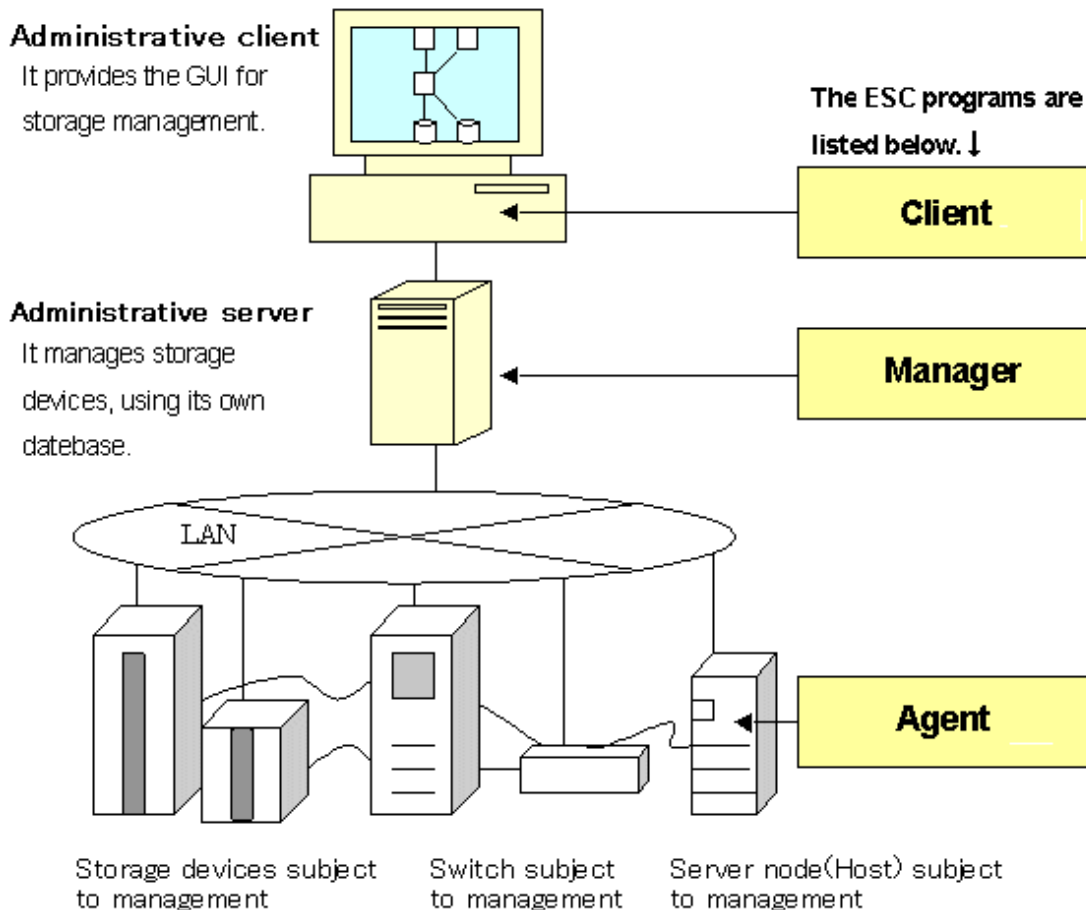 Administrative client
It provides the GUI for
storage management.
The ESC programs are
listed below.↓
Client
Administrative server
It manages storage
devices, using its own
datebase.
Manager
LAN
Agent
Storage devices subject
to management
Switch subject
to management
Server node(Host) subject
to management